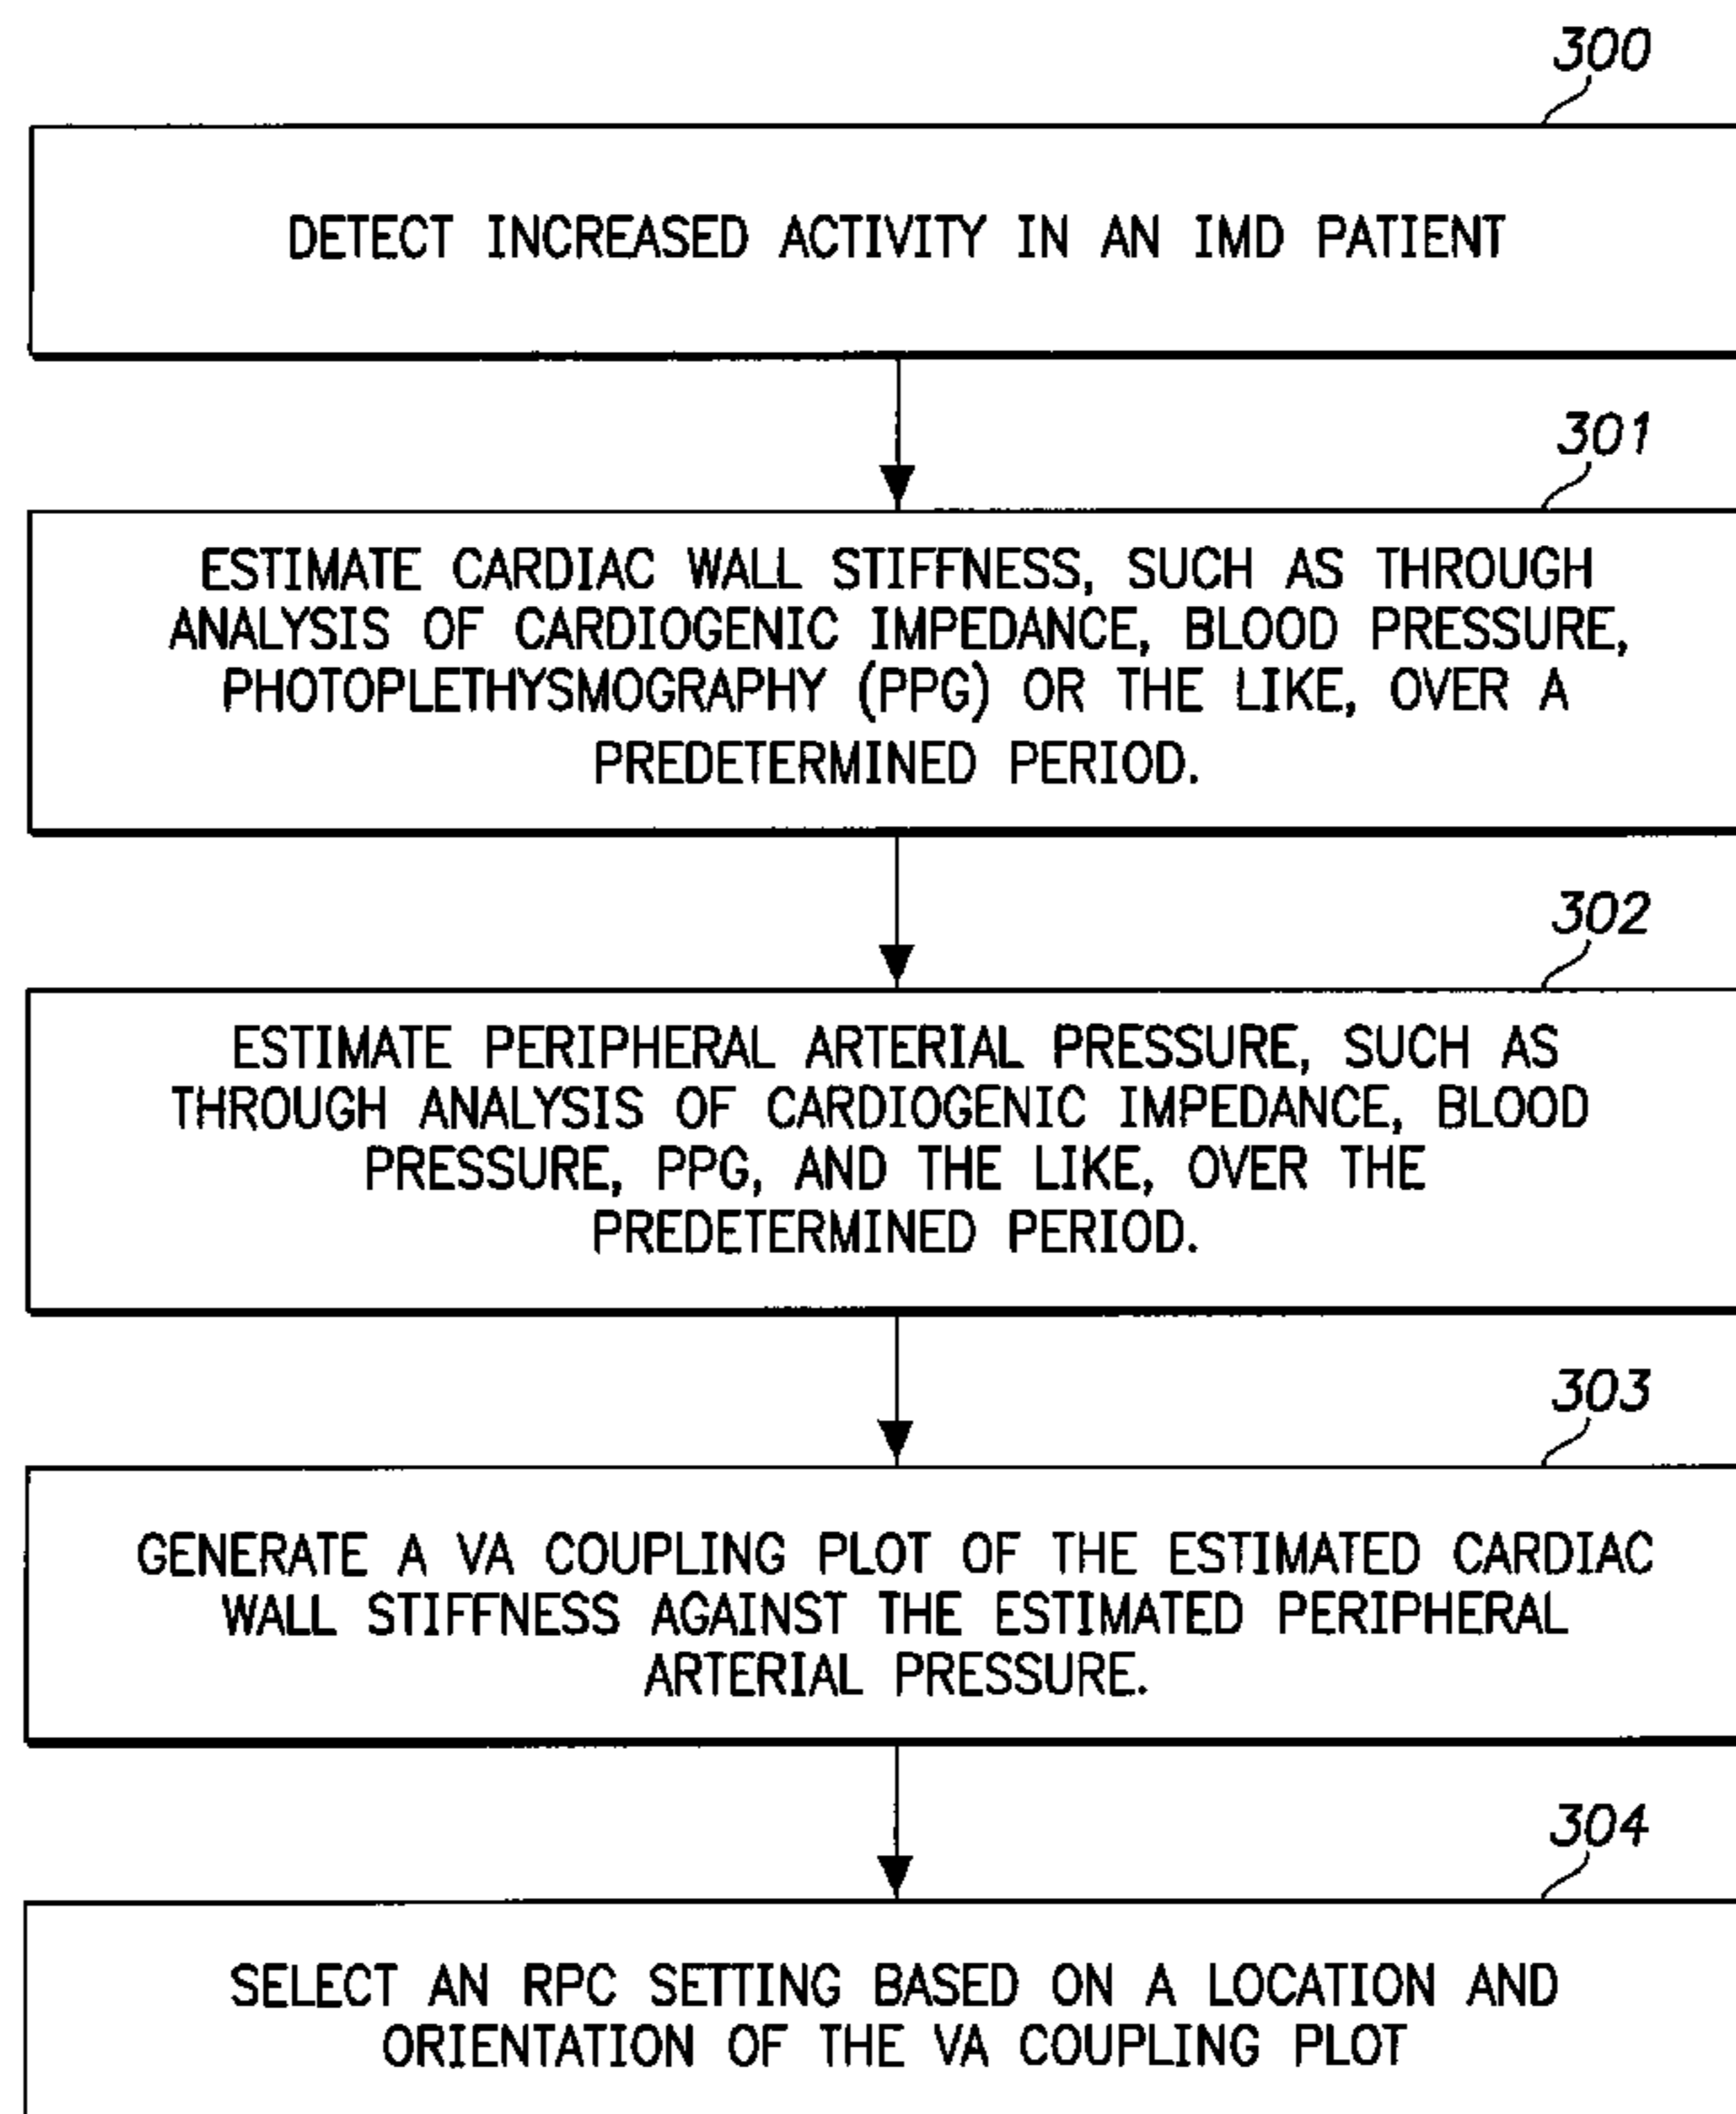 300
DETECT INCREASED ACTIVITY IN AN IMD PATIENT
301
ESTIMATE CARDIAC WALL STIFFNESS, SUCH AS THROUGH
ANALYSIS OF CARDIOGENIC IMPEDANCE, BLOOD PRESSURE,
PHOTOPLETHYSMOGRAPHY (PPG) OR THE LIKE, OVER A
PREDETERMINED PERIOD.
302
ESTIMATE PERIPHERAL ARTERIAL PRESSURE, SUCH AS
THROUGH ANALYSIS OF CARDIOGENIC IMPEDANCE, BLOOD
PRESSURE, PPG, AND THE LIKE, OVER THE
PREDETERMINED PERIOD.
303
GENERATE A VA COUPLING PLOT OF THE ESTIMATED CARDIAC
WALL STIFFNESS AGAINST THE ESTIMATED PERIPHERAL
ARTERIAL PRESSURE.
304
SELECT AN RPC SETTING BASED ON A LOCATION AND
ORIENTATION OF THE VA COUPLING PLOT